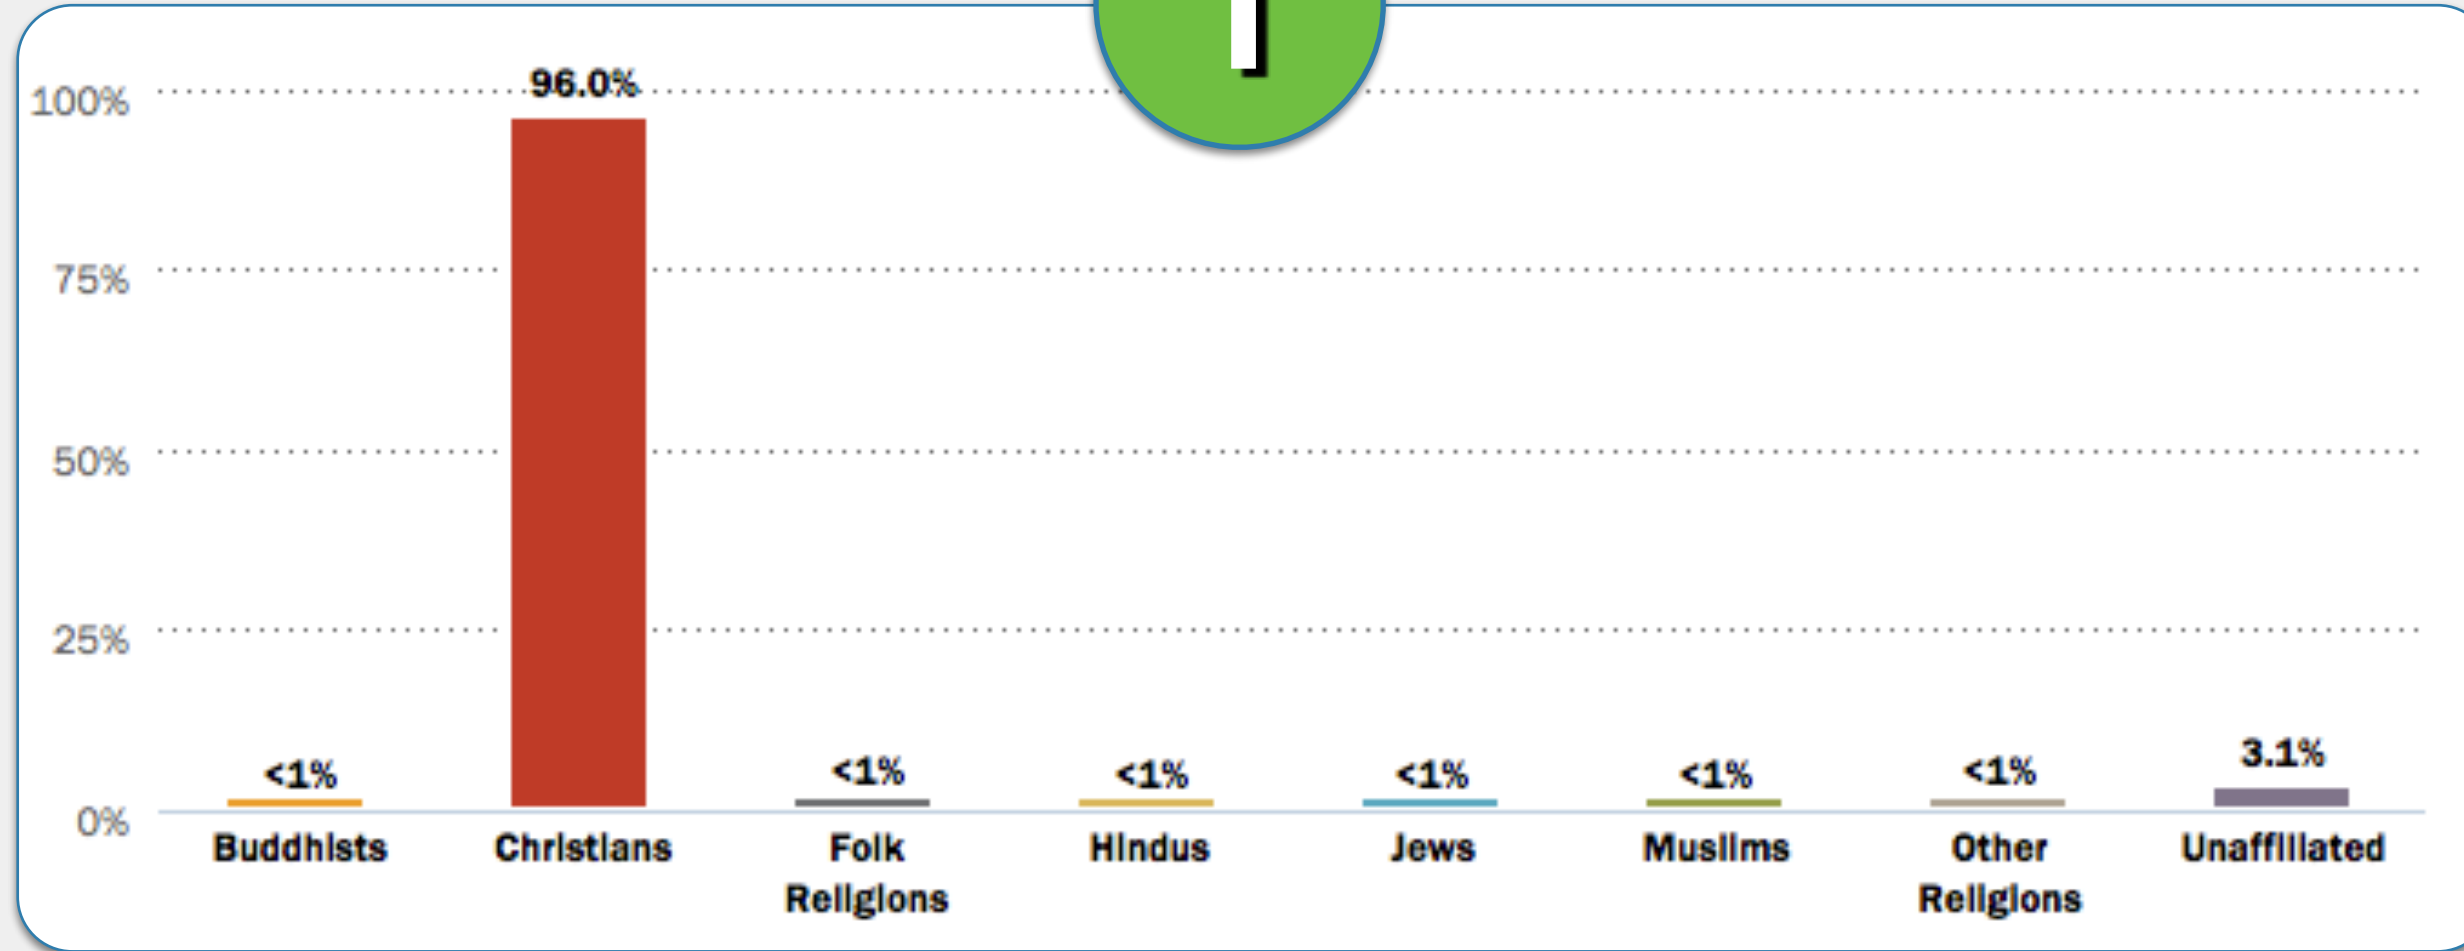 96.0%
100%
75%
50%
25%
0%
<1%
<1%
<1%
<1%
<1%
<1%
3.1%
Buddhists
Christians
Folk
Religions
Hindus
Jews
Muslims
Other
Religions
Unaffiliated